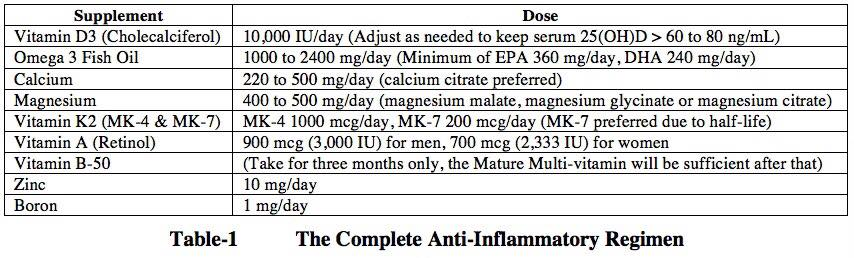 Supplement Dose
Vitamin D3 (Cholecalciferol) 10,000 IU/day (Adjust as needed to keep serum 25(OH)D > 60 to 80 ng/mL)
Omega 3 Fish Oil 1000 to 2400 mg/day (Minimum of EPA 360 mg/day, DHA 240 mg/day)
Calcium 220 to 500 mg/day (calcium citrate preferred)
Magnesium 400 to 500 mg/day (magnesium malate, magnesium glycinate or magnesium citrate)
Vitamin K2 (MK-4 & MK-7) MK-4 1000 mcg/day, MK-7 200 mcg/day (MK-7 preferred due to half-life)
Vitamin A (Retinol) 900 mcg (3,000 IU) for men, 700 mcg (2,333 IU) for women
Vitamin B-50 (Take for three months only, the Mature Multi-vitamin will be sufficient after that)
Zinc 10 mg/day
Boron 1 mg/day
Table-1 The Complete Anti-Inflammatory Regimen